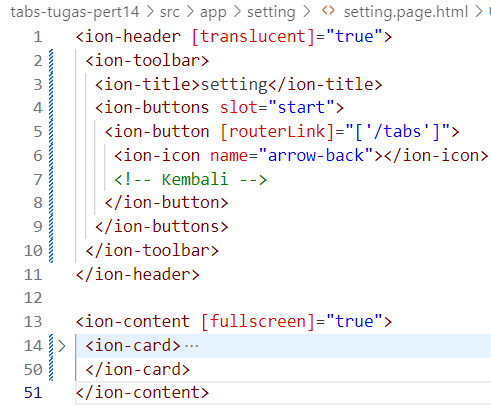 tabs-tugas-pert14 > src > app > setting > <> setting.page.html >
1 <ion-header [translucent]="true">
2 <ion-toolbar>
3 <ion-title>setting</ion-title>
4 <ion-buttons slot="start">
5 <ion-button [routerLink]="['/tabs']">
6 <ion-icon name="arrow-back"></ion-icon>
7 <!-- Kembali -->
8 </ion-button>
9 </ion-buttons>
10 </ion-toolbar>
11 </ion-header>
12
13 <ion-content [fullscreen]="true">
14 > <ion-card>⋯
50 </ion-card>
51 </ion-content>